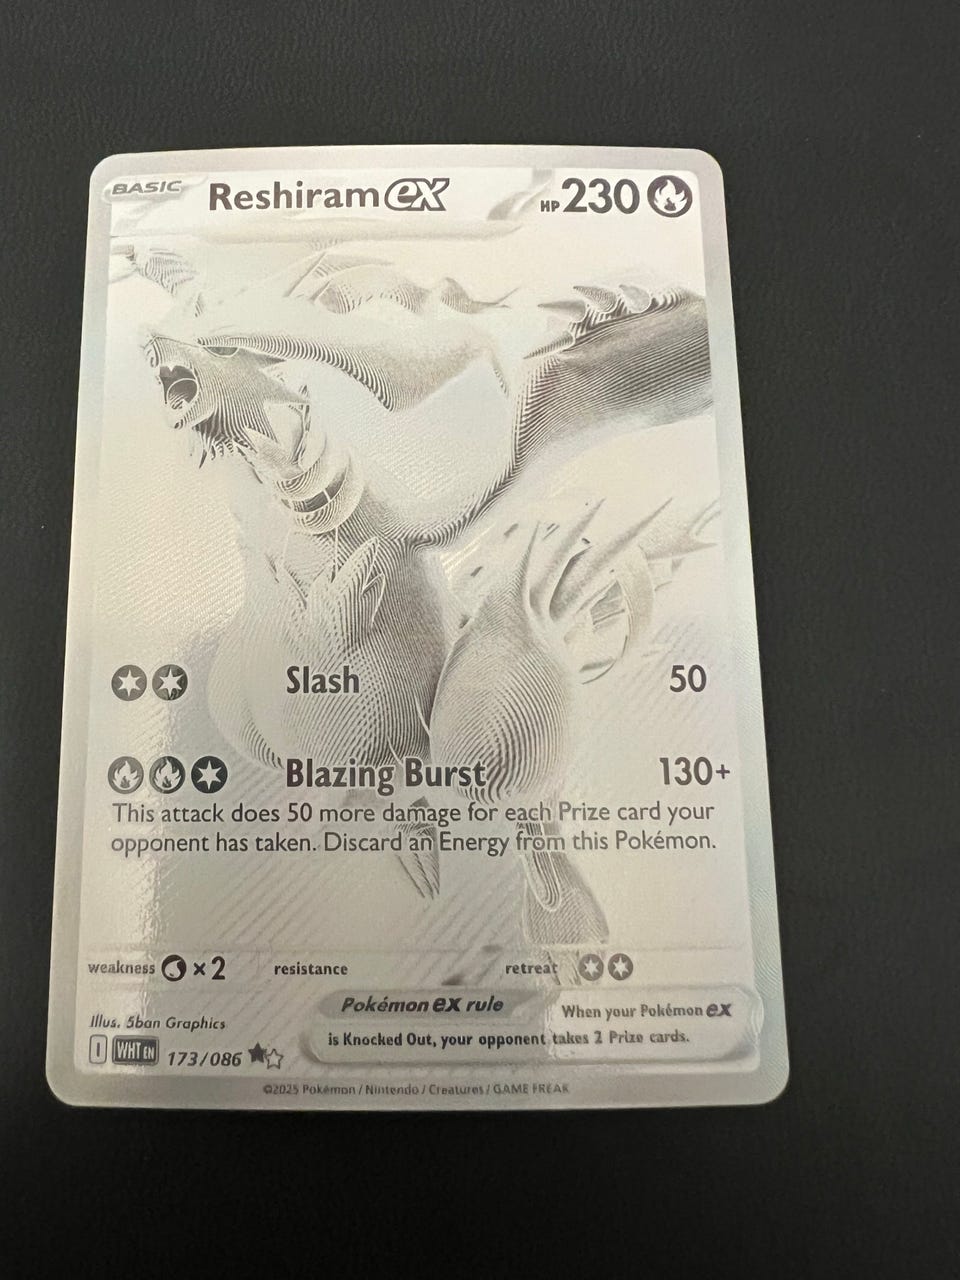 BASIC Reshiram ex HP 230
Slash 50
Blazing Burst 130+
This attack does 50 more damage for each Prize card your
opponent has taken. Discard an Energy from this Pokémon.
weakness ×2 resistance retreat
Pokémon ex rule When your Pokémon ex
is Knocked Out, your opponent takes 2 Prize cards.
Illus. 5ban Graphics
I WHT EN 173/086
©2025 Pokémon / Nintendo / Creatures / GAME FREAK